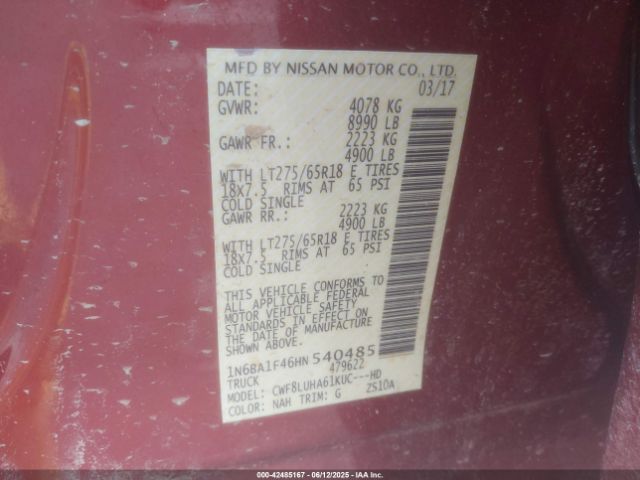 MFD BY NISSAN MOTOR CO., LTD.
DATE: 03/17
GVWR: 4078 KG
8990 LB
GAWR FR.: 2223 KG
4900 LB
WITH LT275/65R18 E TIRES
18x7.5 RIMS AT 65 PSI
COLD SINGLE
GAWR RR.: 2223 KG
4900 LB
WITH LT275/65R18 E TIRES
18x7.5 RIMS AT 65 PSI
COLD SINGLE
THIS VEHICLE CONFORMS TO
ALL APPLICABLE FEDERAL
MOTOR VEHICLE SAFETY
STANDARDS IN EFFECT ON
THE DATE OF MANUFACTURE
SHOWN ABOVE.
1N6BA1F46HN540485
TRUCK 479622
MODEL: CWF8LUHA61KUC---HD
COLOR: NAH TRIM: G ZS10A
000-42485167 - 06/12/2025 - IAAI.com